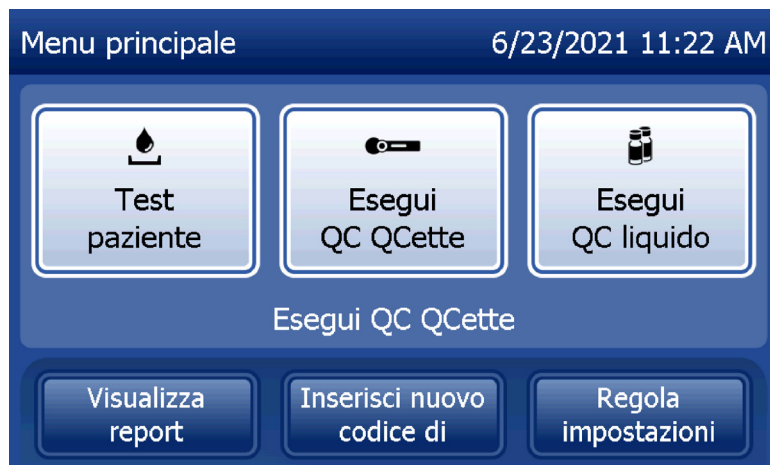 Menu principale 6/23/2021 11:22 AM
Test
paziente
Esegui
QC QCette
Esegui
QC liquido
Esegui QC QCette
Visualizza
report
Inserisci nuovo
codice di
Regola
impostazioni